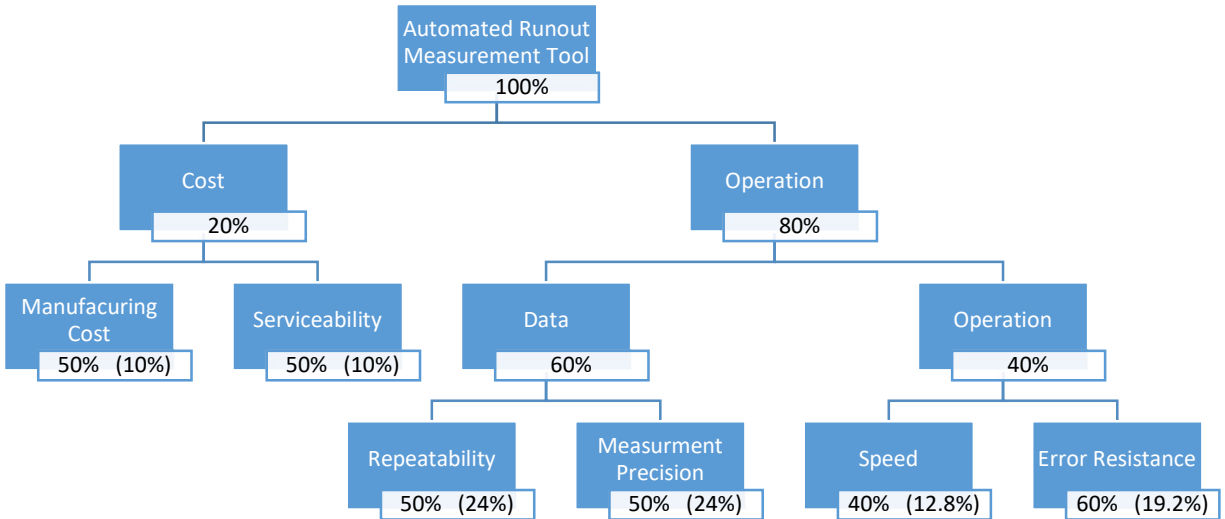 Automated Runout
Measurement Tool
100%
Cost
20%
Operation
80%
Manufacuring
Cost
50% (10%)
Serviceability
50% (10%)
Data
60%
Operation
40%
Repeatability
50% (24%)
Measurment
Precision
50% (24%)
Speed
40% (12.8%)
Error Resistance
60% (19.2%)